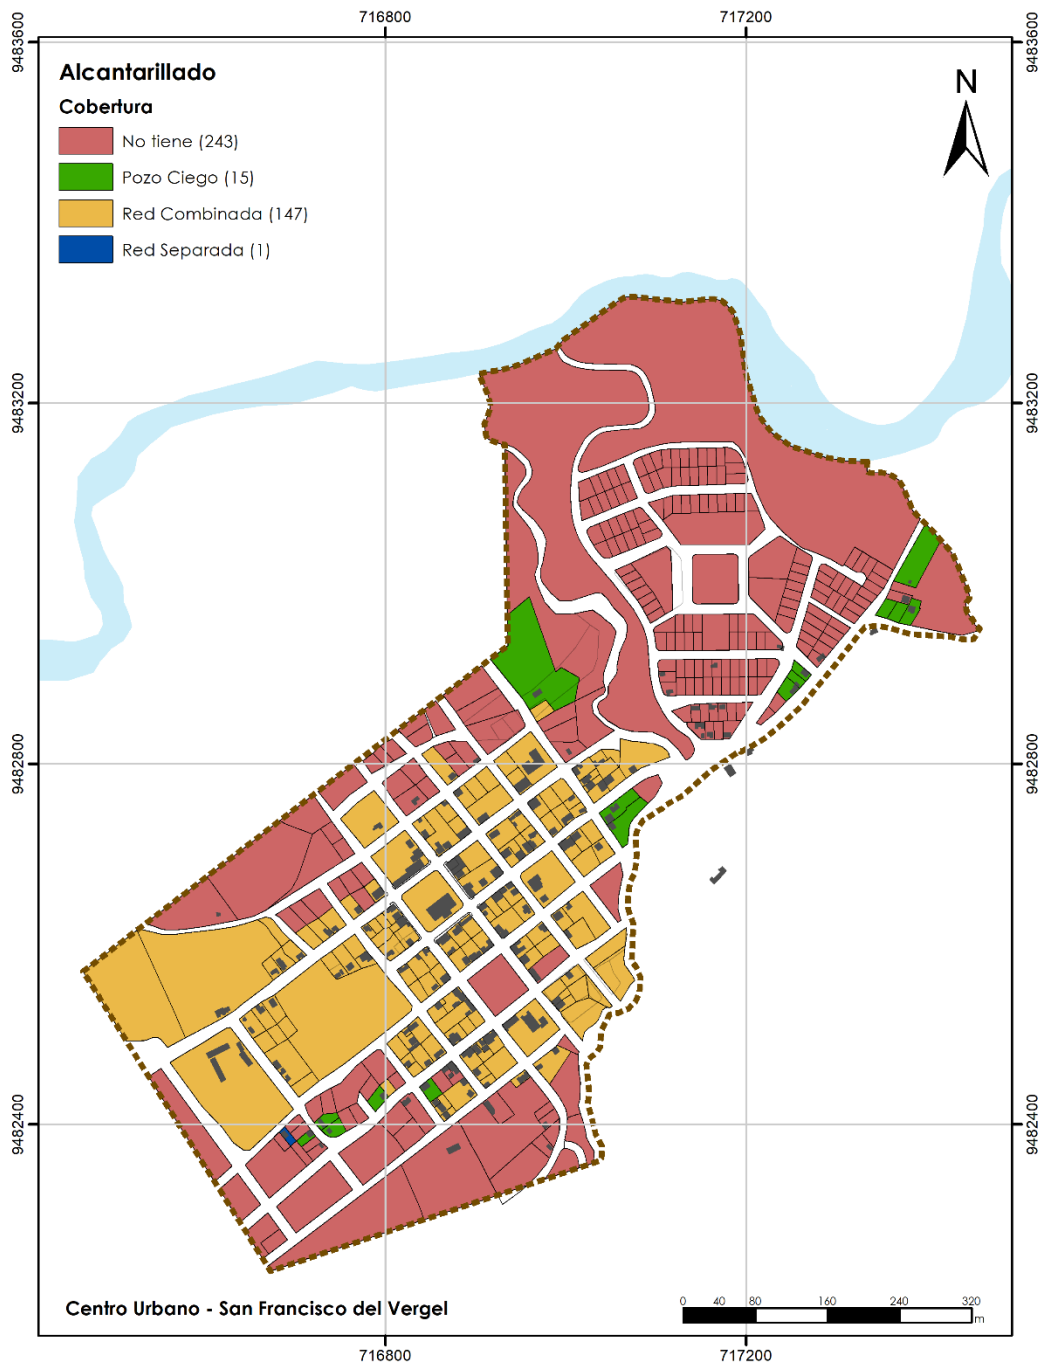 716800
717200
9483600
9483600
Alcantarillado
Cobertura
No tiene (243)
Pozo Ciego (15)
Red Combinada (147)
Red Separada (1)
N
9483200
9483200
9482800
9482800
9482400
9482400
Centro Urbano - San Francisco del Vergel
0 40 80 160 240 320
m
716800
717200